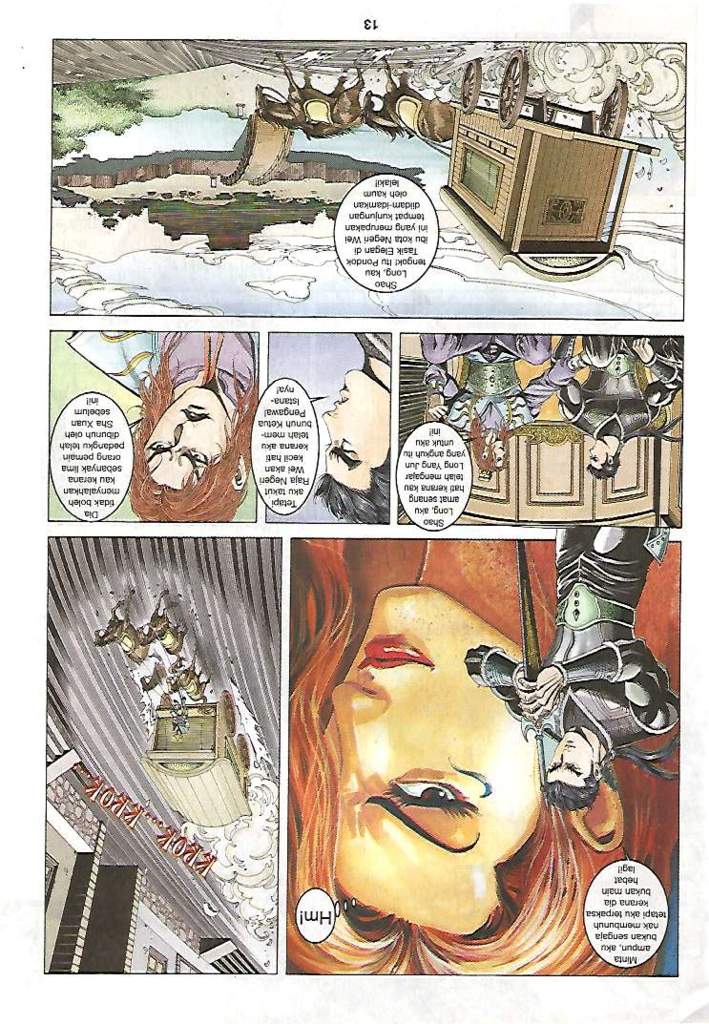 Minta
ampun, aku
bukan sengaja
nak membunuh
tetapi aku terpaksa
kerana dia
bukan main
hebat
lagi!
Hm!
KROK...KROK...KROK...
Shao
Long, aku
amat senang
hati kerana kau
telah mengajar
Long Yang Jun
yang angkuh itu
untuk aku
ini!
Tetapi
aku takut
Raja Negeri
Wei akan
kecil hati
kerana aku
telah mem-
bunuh Ketua
Pengawal
Istana-
nya!
Dia
tidak boleh
menyalahkan
kau kerana
sebanyak lima
orang pemain
pedang telah
dibunuh oleh
Sha Xuan
sebelum
ini!
Shao
Long, kau
tengok! Itu Pondok
Tasik Elegan di
ibu kota Negeri Wei
ini yang merupakan
tempat kunjungan
didam-idamkan
oleh kaum
lelaki!
13